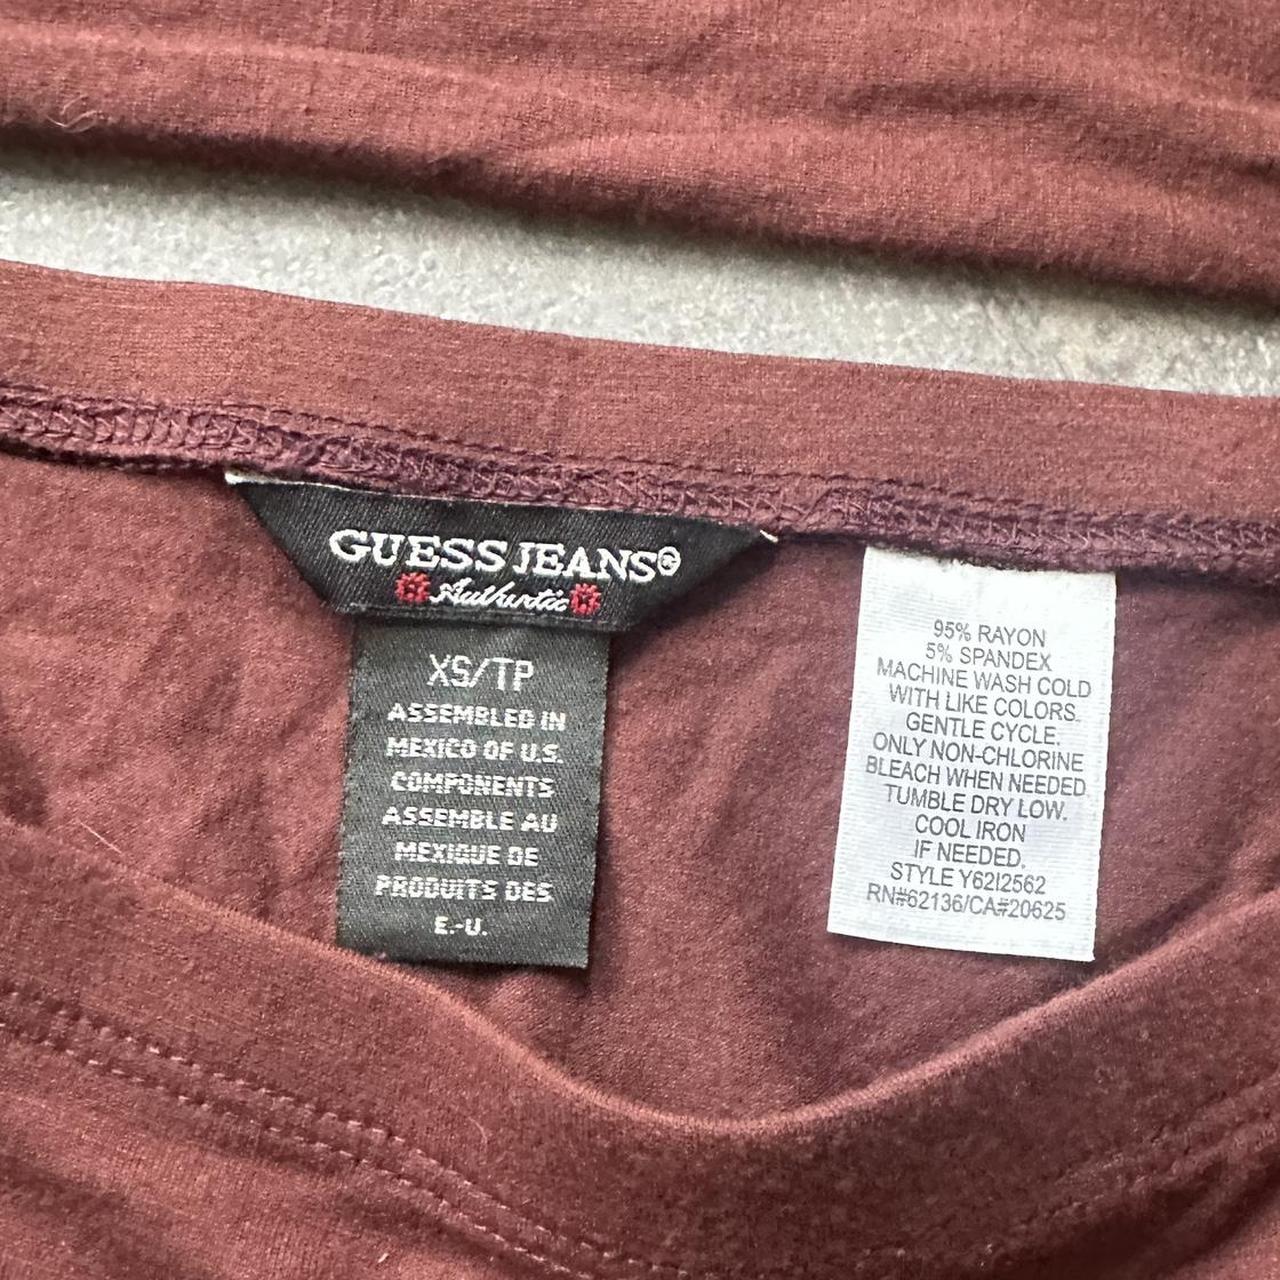 GUESS JEANS®
Authentic
XS/TP
ASSEMBLED IN
MEXICO OF U.S.
COMPONENTS
ASSEMBLE AU
MEXIQUE DE
PRODUITS DES
E.-U.
95% RAYON
5% SPANDEX
MACHINE WASH COLD
WITH LIKE COLORS.
GENTLE CYCLE.
ONLY NON-CHLORINE
BLEACH WHEN NEEDED.
TUMBLE DRY LOW.
COOL IRON
IF NEEDED.
STYLE Y62I2562
RN#62136/CA#20625